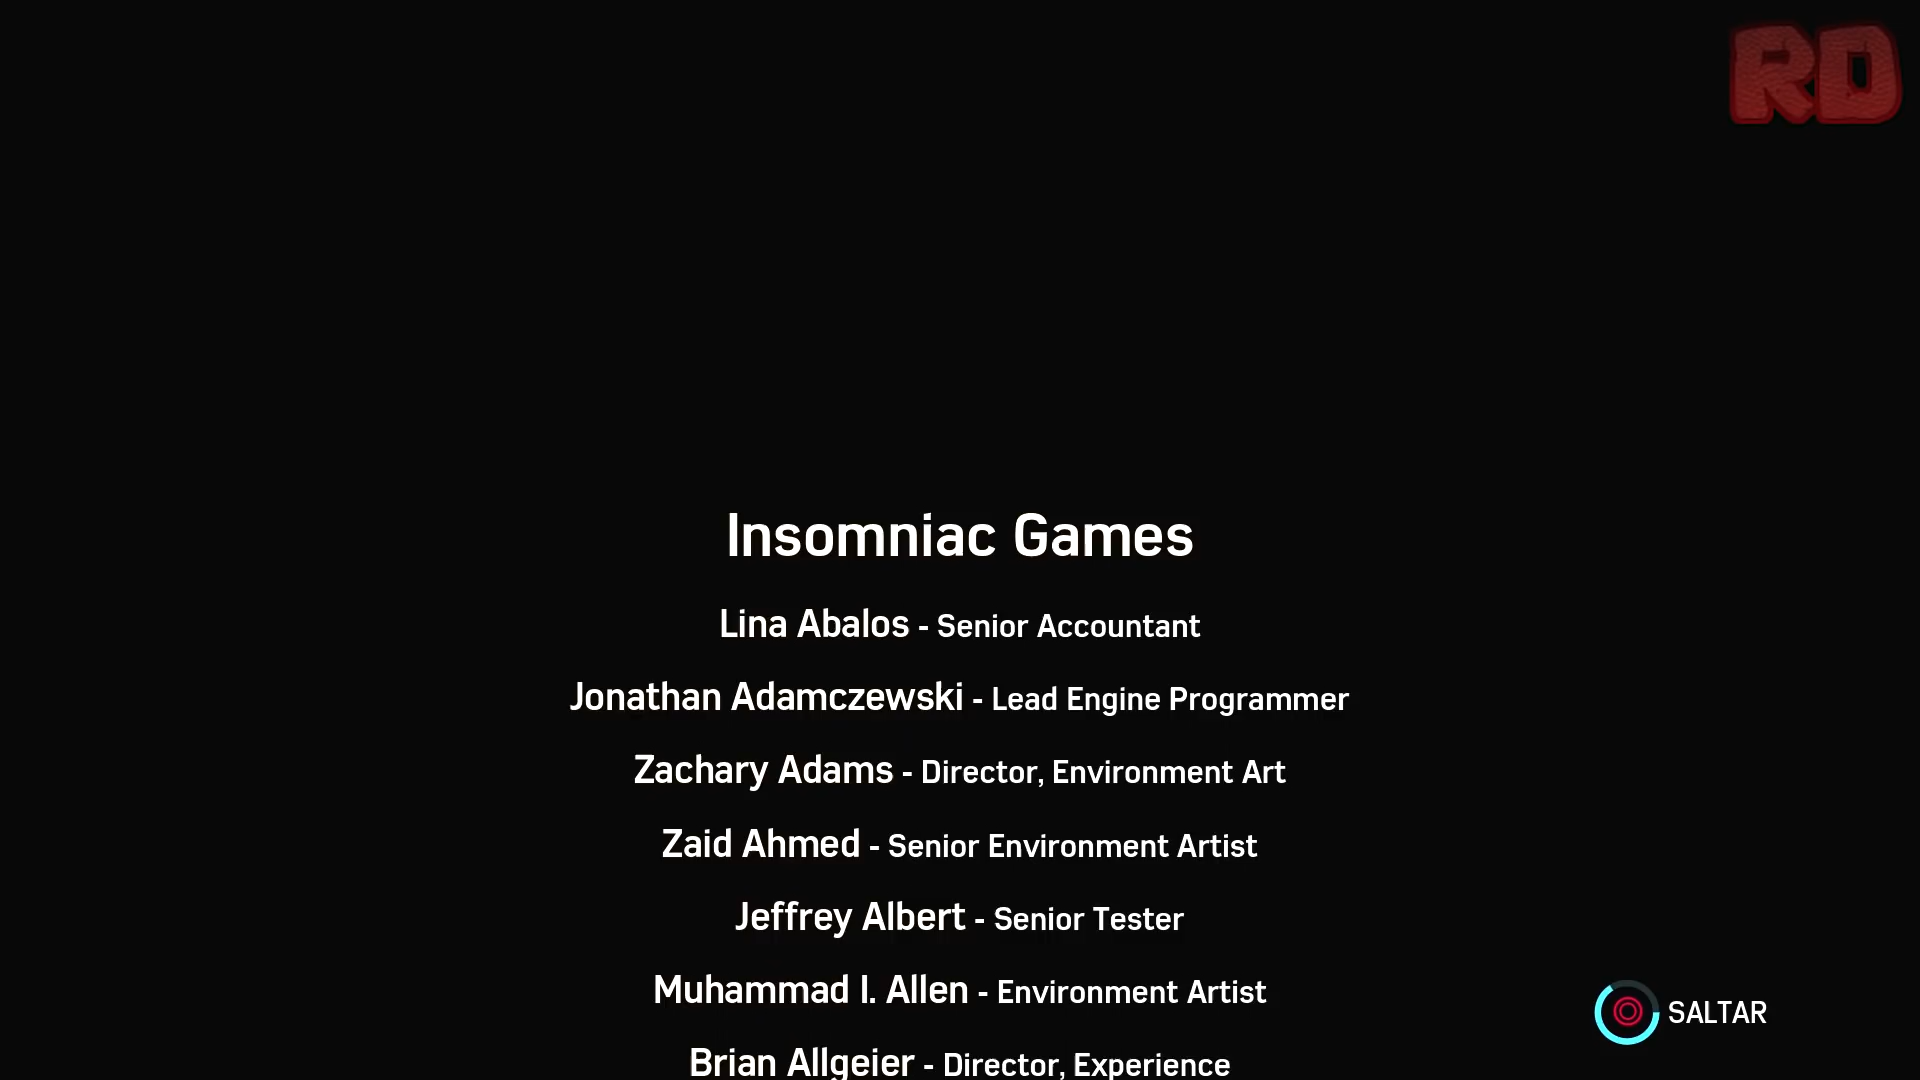 RD
Insomniac Games
Lina Abalos - Senior Accountant
Jonathan Adamczewski - Lead Engine Programmer
Zachary Adams - Director, Environment Art
Zaid Ahmed - Senior Environment Artist
Jeffrey Albert - Senior Tester
Muhammad I. Allen - Environment Artist
SALTAR
Brian Allgeier - Director, Experience